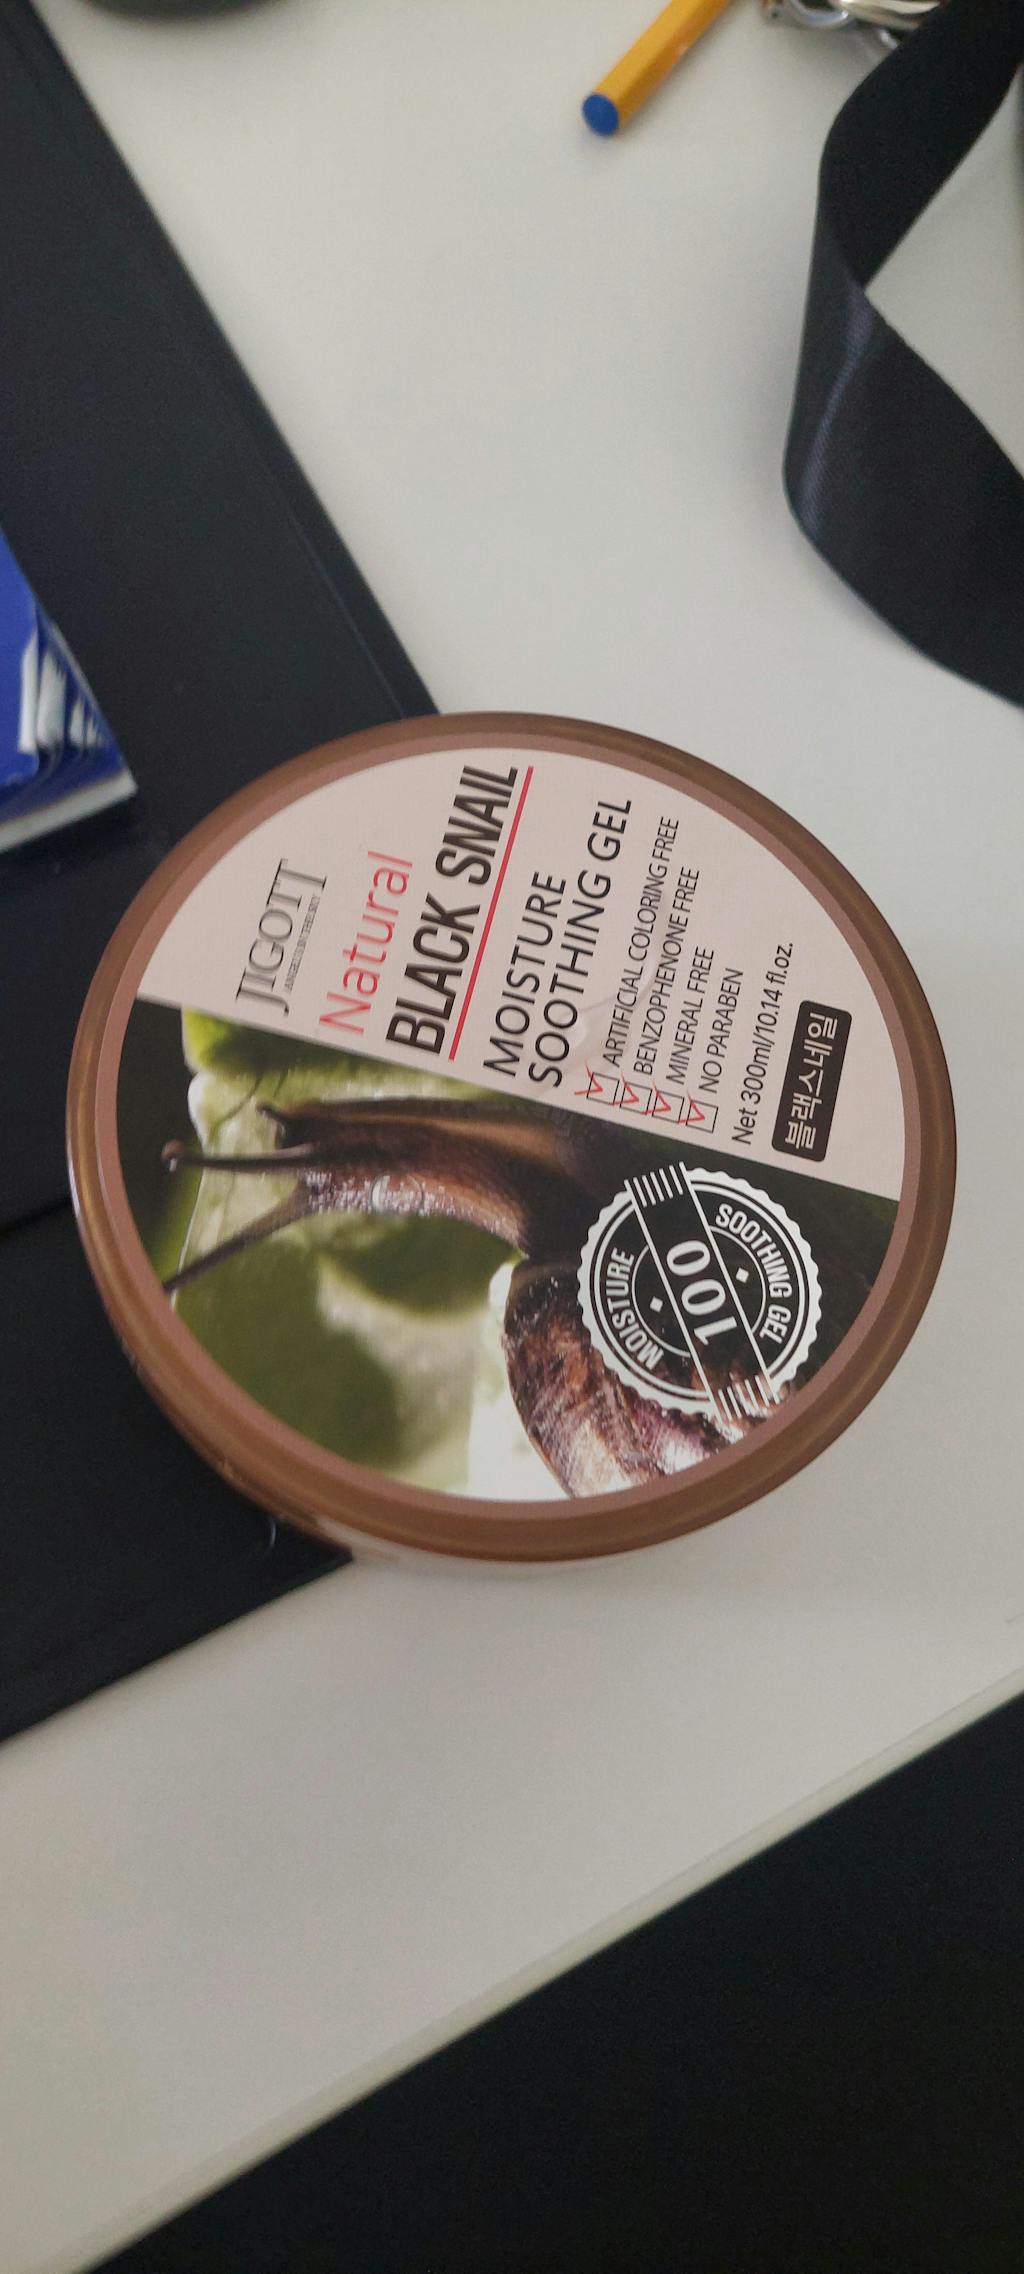 JIGOTT
Natural
BLACK SNAIL
MOISTURE
SOOTHING GEL
ARTIFICIAL COLORING FREE
BENZOPHENONE FREE
MINERAL FREE
NO PARABEN
Net 300ml/10.14 fl.oz.
블랙스네일
MOISTURE
100
SOOTHING GEL